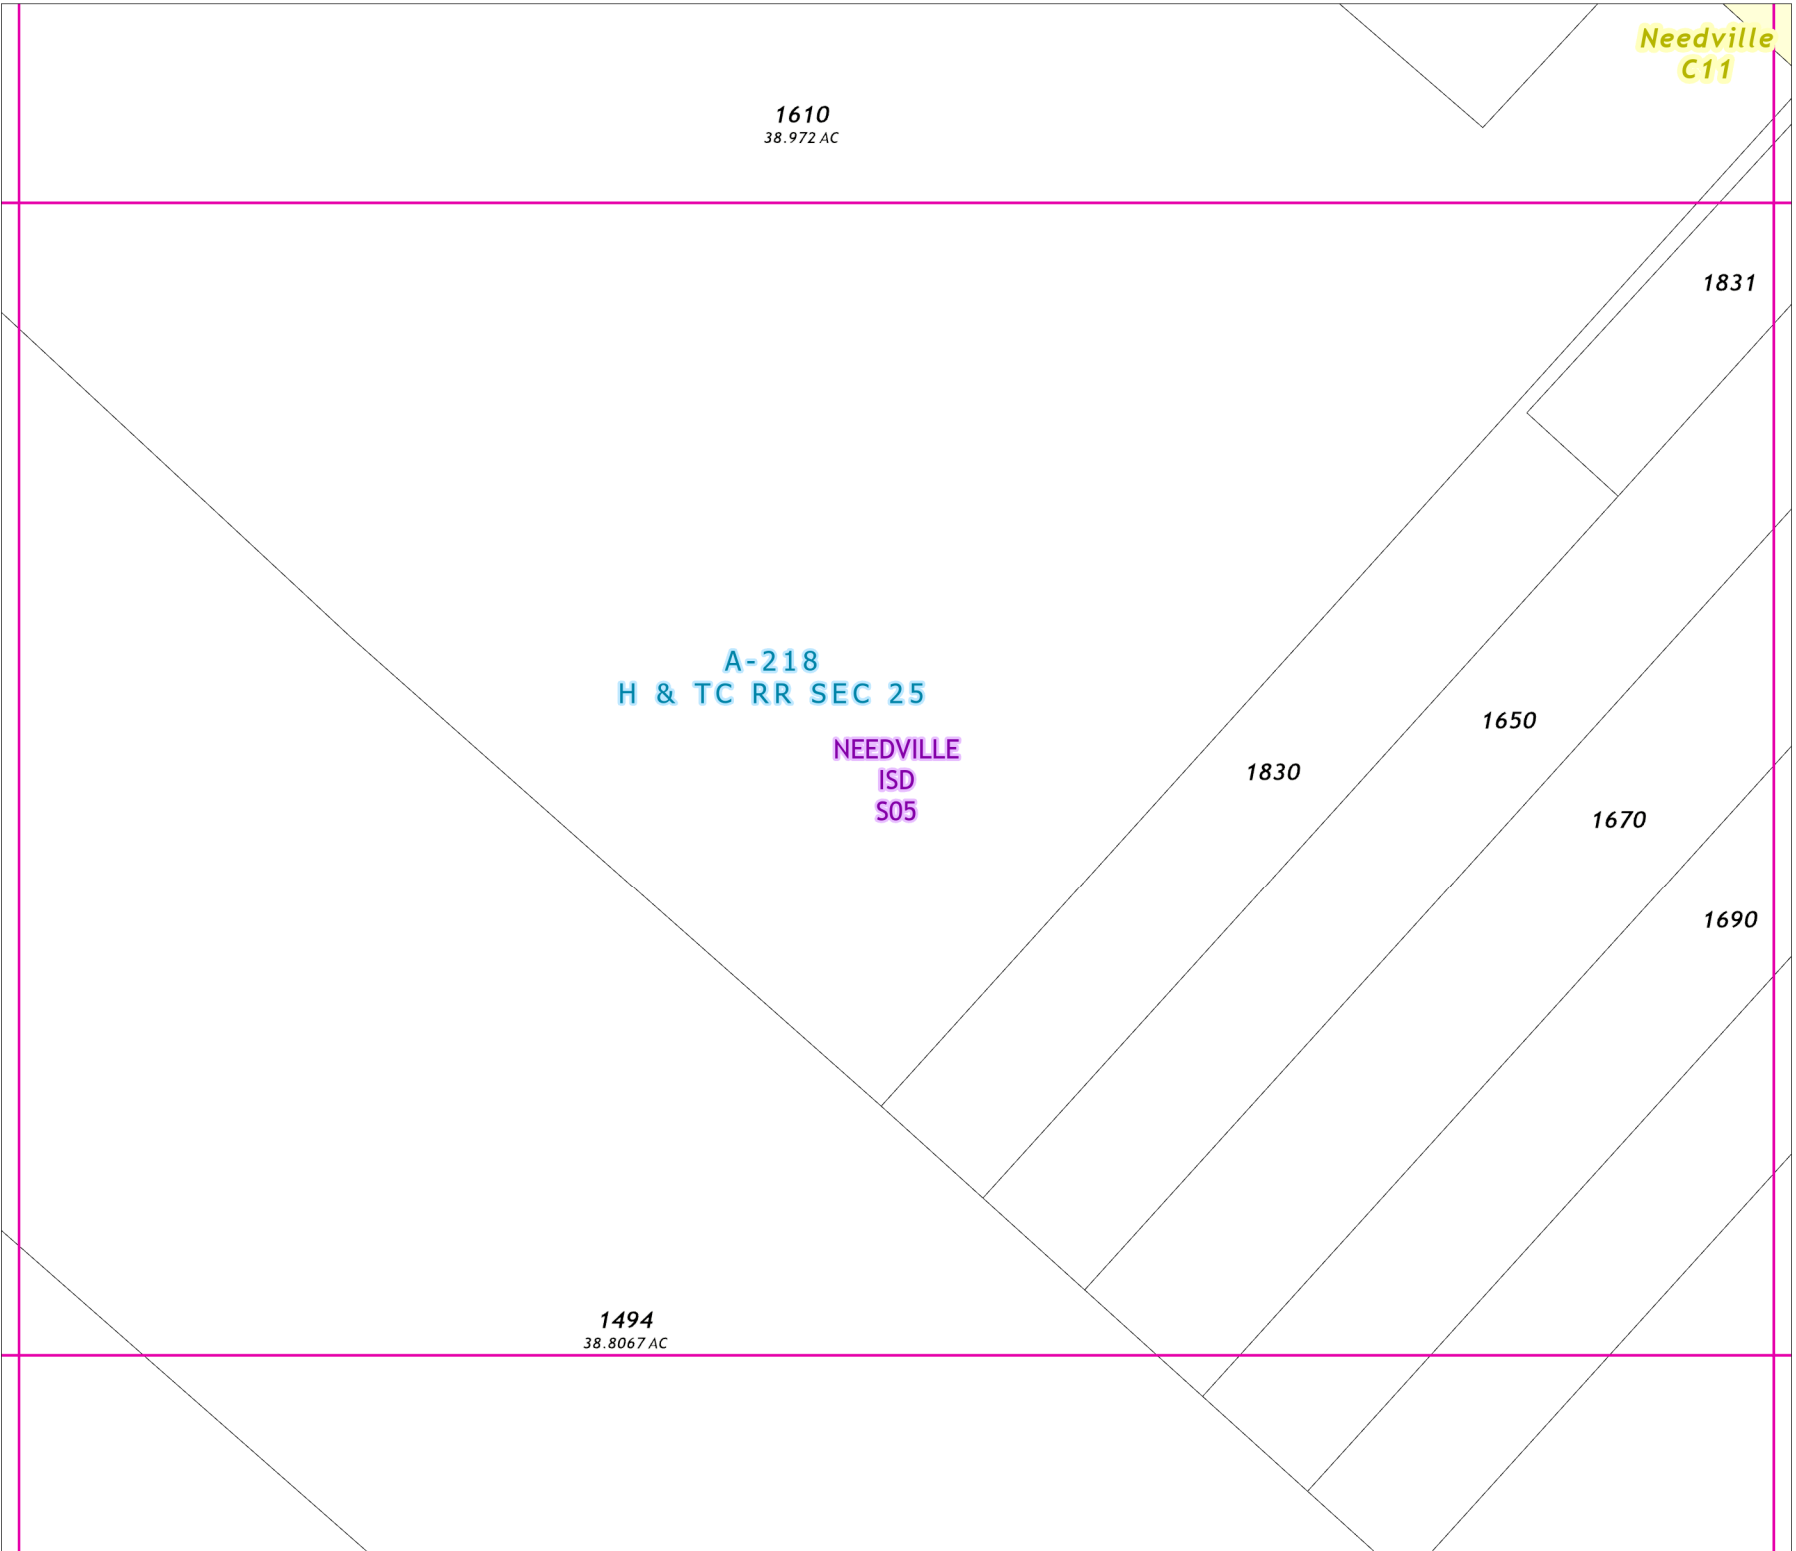 Needville
C11
1610
38.972 AC
1831
A-218
H & TC RR SEC 25
NEEDVILLE
ISD
S05
1650
1830
1670
1690
1494
38.8067 AC